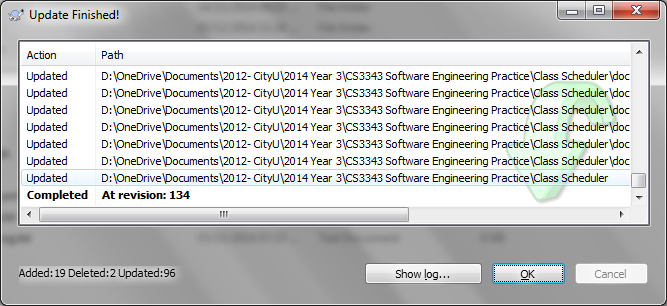 Update Finished!
Action Path
Updated D:\OneDrive\Documents\2012- CityU\2014 Year 3\CS3343 Software Engineering Practice\Class Scheduler\doc
Updated D:\OneDrive\Documents\2012- CityU\2014 Year 3\CS3343 Software Engineering Practice\Class Scheduler\doc
Updated D:\OneDrive\Documents\2012- CityU\2014 Year 3\CS3343 Software Engineering Practice\Class Scheduler\doc
Updated D:\OneDrive\Documents\2012- CityU\2014 Year 3\CS3343 Software Engineering Practice\Class Scheduler\doc
Updated D:\OneDrive\Documents\2012- CityU\2014 Year 3\CS3343 Software Engineering Practice\Class Scheduler\doc
Updated D:\OneDrive\Documents\2012- CityU\2014 Year 3\CS3343 Software Engineering Practice\Class Scheduler\doc
Updated D:\OneDrive\Documents\2012- CityU\2014 Year 3\CS3343 Software Engineering Practice\Class Scheduler
Completed At revision: 134
Added:19 Deleted:2 Updated:96 Show log... OK Cancel